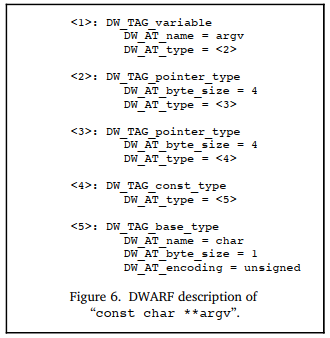 <1>: DW_TAG_variable
DW_AT_name = argv
DW_AT_type = <2>
<2>: DW_TAG_pointer_type
DW_AT_byte_size = 4
DW_AT_type = <3>
<3>: DW_TAG_pointer_type
DW_AT_byte_size = 4
DW_AT_type = <4>
<4>: DW_TAG_const_type
DW_AT_type = <5>
<5>: DW_TAG_base_type
DW_AT_name = char
DW_AT_byte_size = 1
DW_AT_encoding = unsigned
Figure 6. DWARF description of
“const char **argv”.